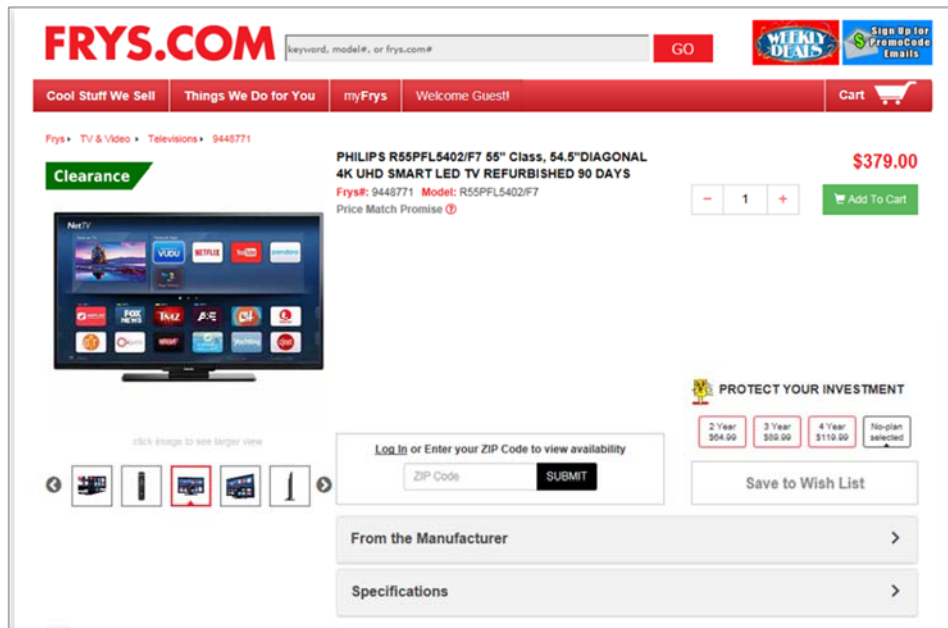 FRYS.COM
keyword, model#, or frys.com#
GO
WEEKLY
DEALS
$
Sign Up for
PromoCode
Emails
Cool Stuff We Sell
Things We Do for You
myFrys
Welcome Guest!
Cart
Frys
TV & Video
Televisions
9448771
Clearance
NetTV
VUDU
NETFLIX
YouTube
pandora
FOX
NEWS
TMZ
A&E
PHILIPS R55PFL5402/F7 55" Class, 54.5"DIAGONAL
4K UHD SMART LED TV REFURBISHED 90 DAYS
Frys#: 9448771 Model: R55PFL5402/F7
Price Match Promise ?
$379.00
− 1 +
Add To Cart
click image to see larger view
PROTECT YOUR INVESTMENT
2 Year
$64.99
3 Year
$89.99
4 Year
$119.99
No-plan
selected
Log In or Enter your ZIP Code to view availability
ZIP Code
SUBMIT
Save to Wish List
From the Manufacturer
Specifications